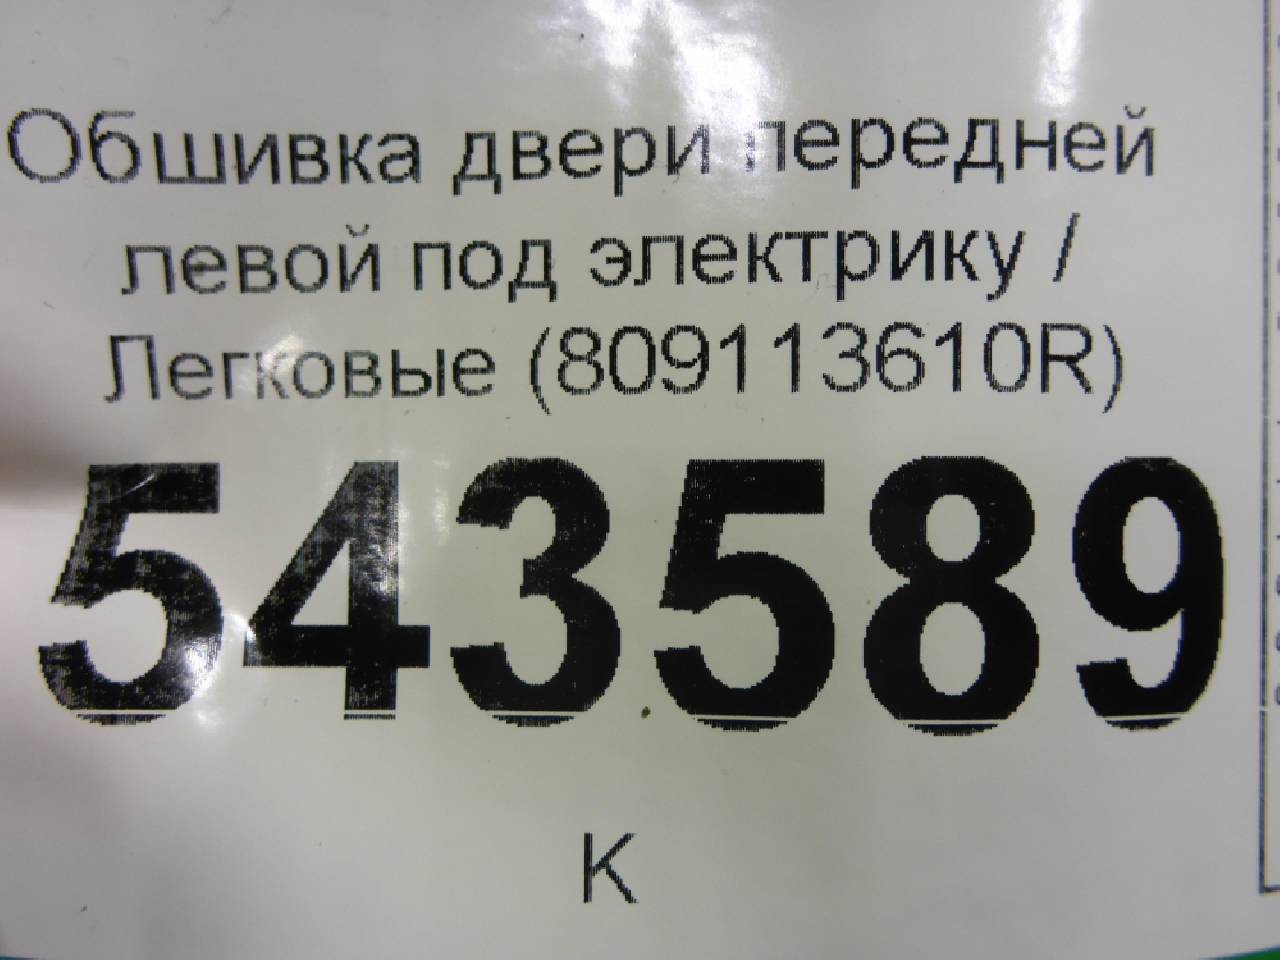 Обшивка двери передней
левой под электрику /
Легковые (809113610R)
543589
К